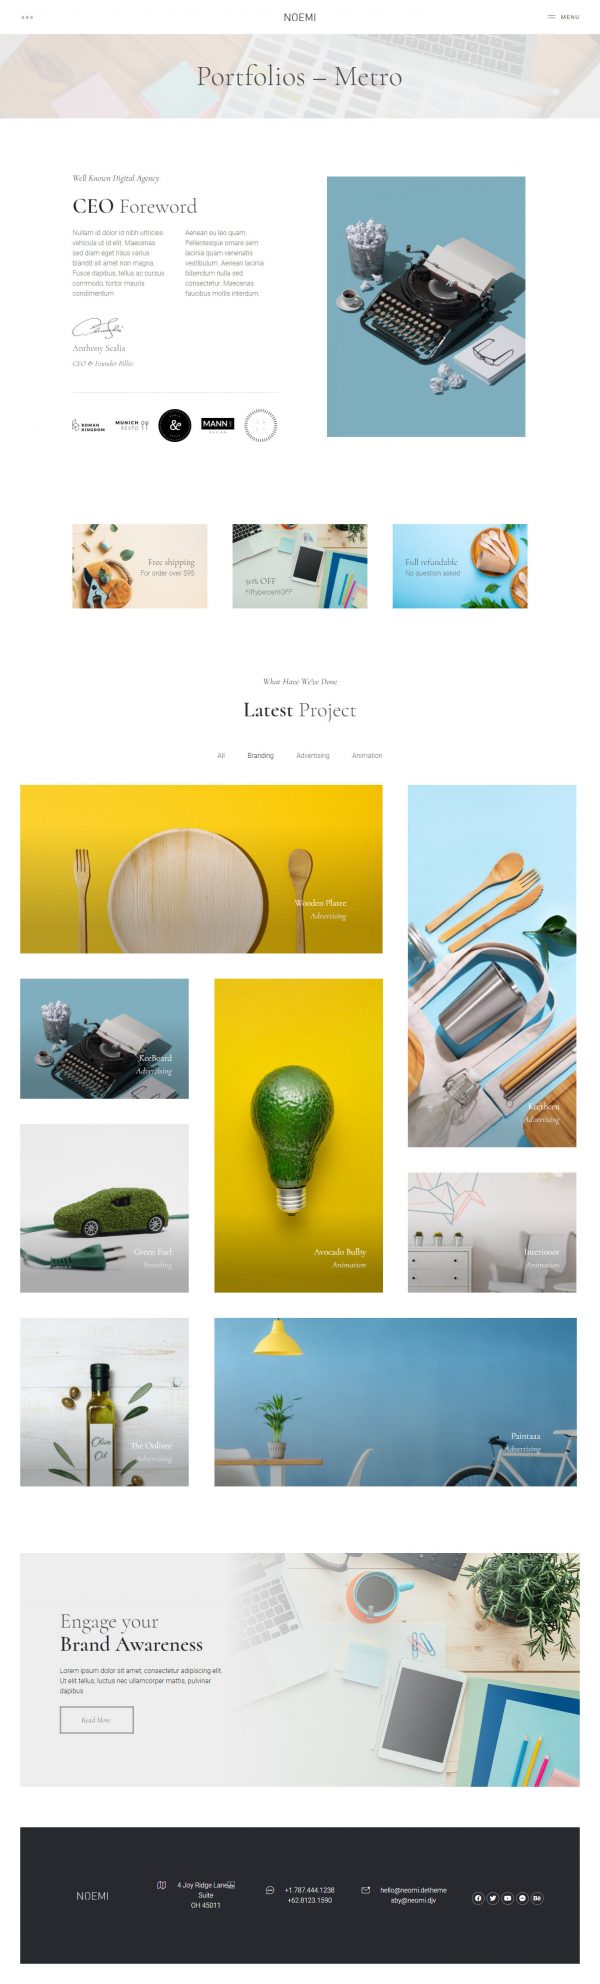 NOEMI
MENU
Portfolios – Metro
Well Known Digital Agency
CEO Foreword
Nullam id dolor id nibh ultricies
vehicula ut id elit. Maecenas
sed diam eget risus varius
blandit sit amet non magna.
Fusce dapibus, tellus ac cursus
commodo, tortor mauris
condimentum
Aenean eu leo quam.
Pellentesque ornare sem
lacinia quam venenatis
vestibulum. Aenean lacinia
bibendum nulla sed
consectetur. Maecenas
faucibus mollis interdum.
Anthony Scalia
CEO & Founder Billio
ROMAN
KINGDOM
MUNICH
RESTO
&
MANN
DESIGN
Free shipping
For order over $95
50% OFF
FiftypercentOFF
Full refundable
No question asked
What Have We've Done
Latest Project
All
Branding
Advertising
Animation
Wooden Platee
Advertising
KeeBoard
Advertising
Keetheen
Advertising
Green Fuel
Branding
Avocado Bulby
Animation
Interiooor
Animation
Olive
Oil
The Oolivee
Advertising
Paintaaa
Advertising
Engage your
Brand Awareness
Lorem ipsum dolor sit amet, consectetur adipiscing elit.
Ut elit tellus, luctus nec ullamcorper mattis, pulvinar
dapibus
Read More
NOEMI
4 Joy Ridge Lane
Suite
OH 45011
+1.787.444.1238
+62.8123.1590
hello@neomi.detheme
sby@neomi.djv